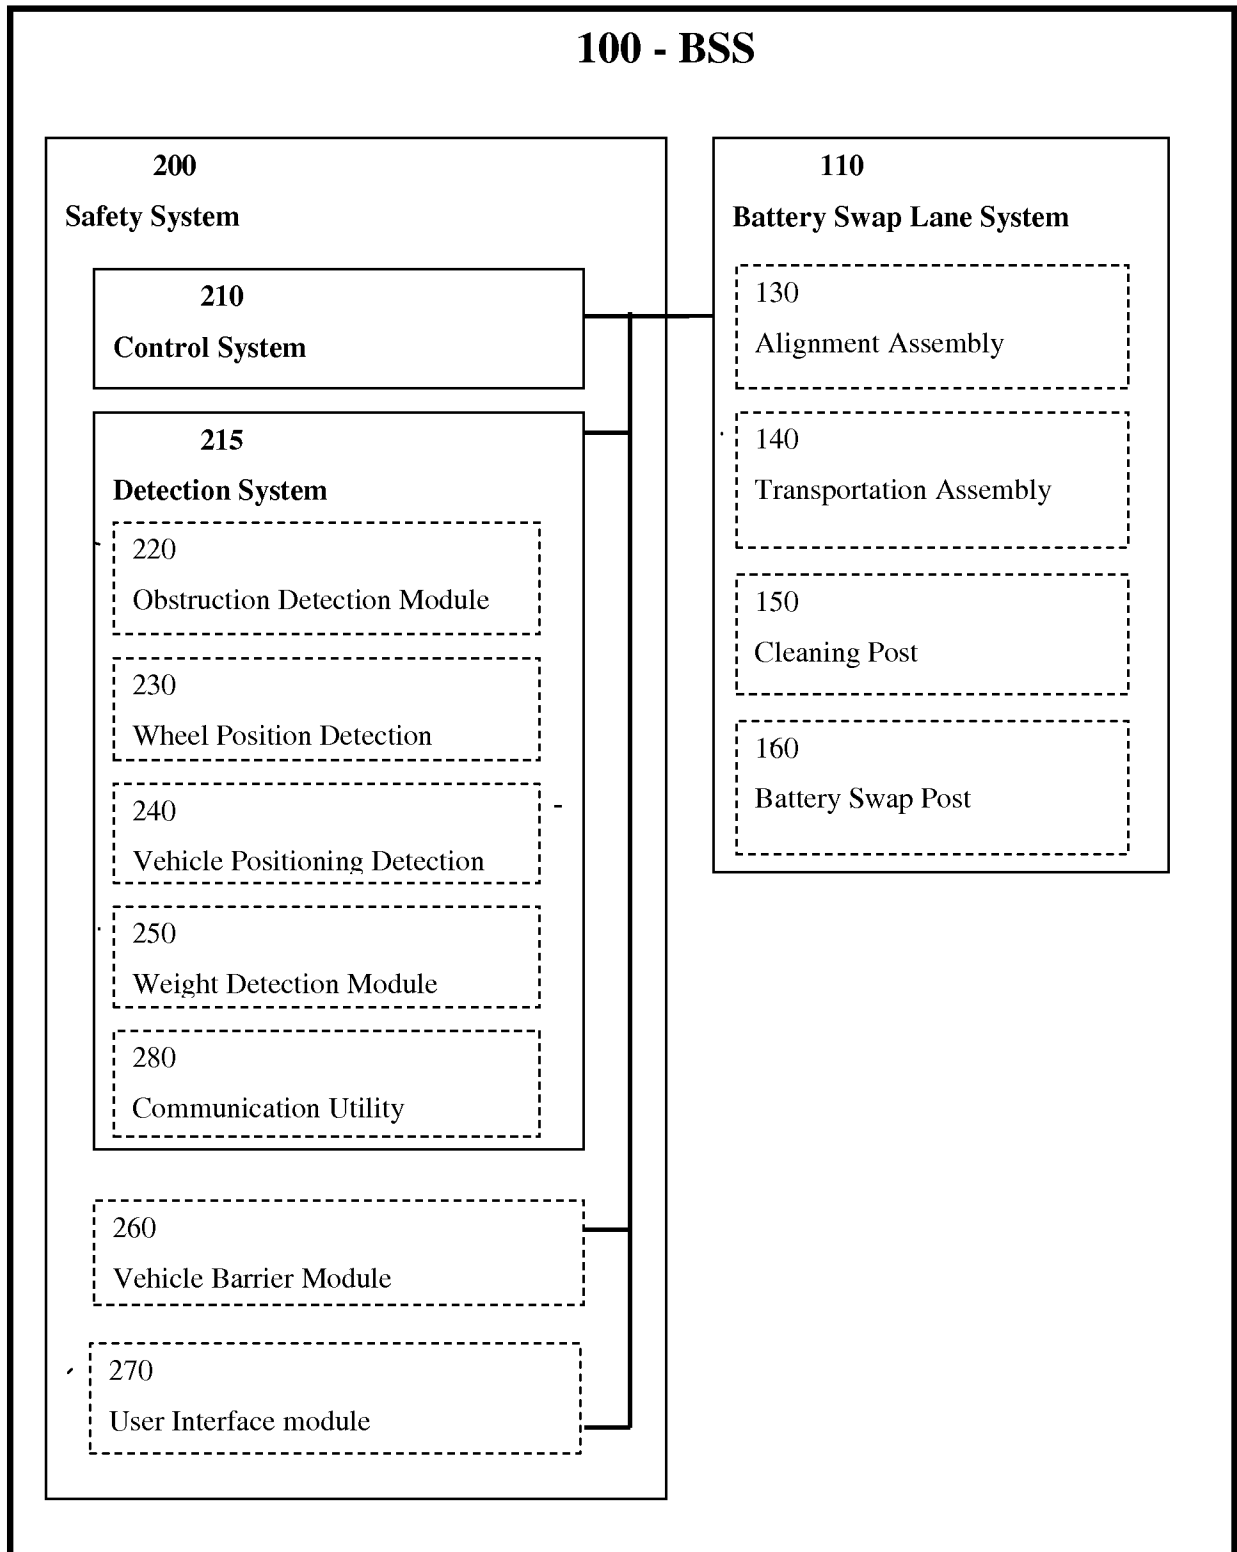 100 - BSS
200
Safety System
210
Control System
215
Detection System
220
Obstruction Detection Module
230
Wheel Position Detection
240
Vehicle Positioning Detection
250
Weight Detection Module
280
Communication Utility
260
Vehicle Barrier Module
270
User Interface module
110
Battery Swap Lane System
130
Alignment Assembly
140
Transportation Assembly
150
Cleaning Post
160
Battery Swap Post